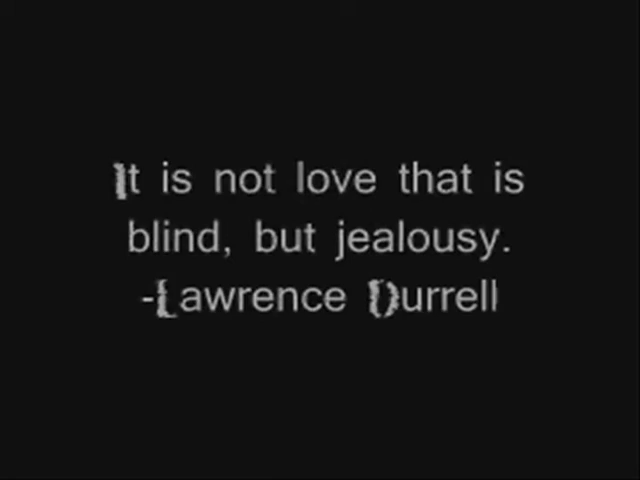 It is not love that is
blind, but jealousy.
-Lawrence Durrell